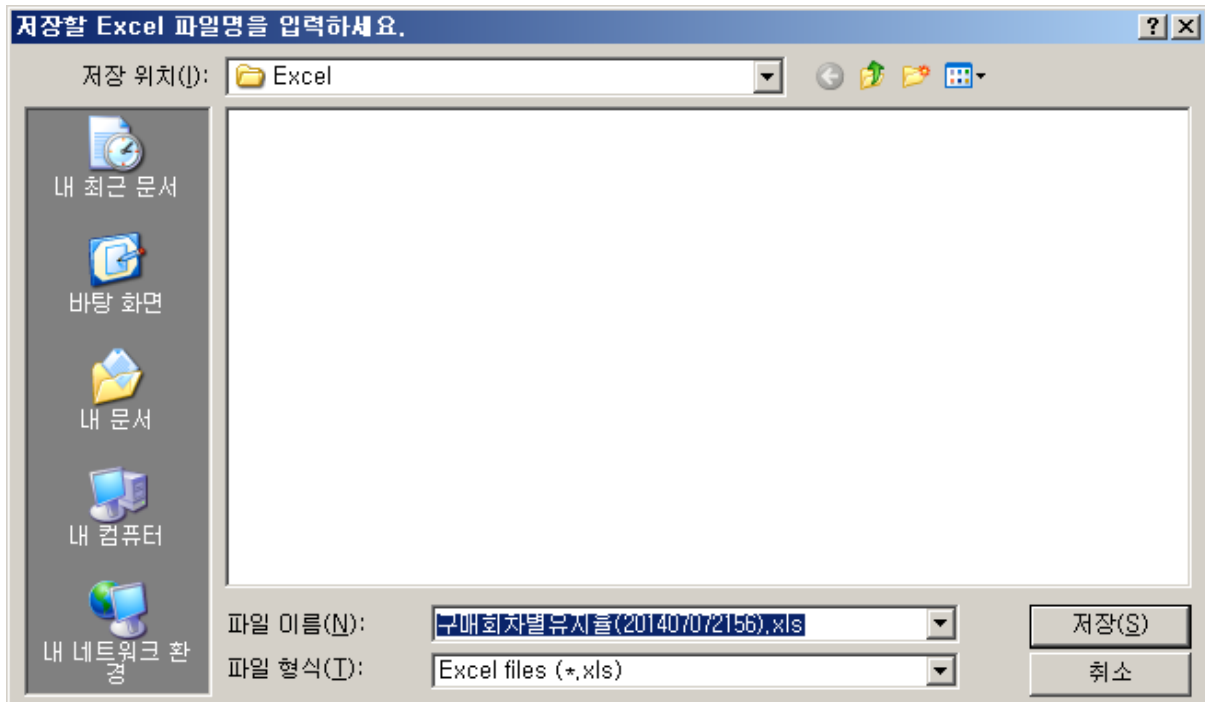 저장할 Excel 파일명을 입력하세요.
저장 위치(I):
Excel
내 최근 문서
바탕 화면
내 문서
내 컴퓨터
내 네트워크 환
경
파일 이름(N):
구매회차별유지율(201407072156).xls
저장(S)
파일 형식(T):
Excel files (*.xls)
취소